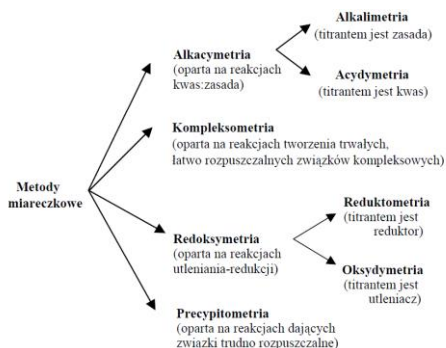 Metody
miareczkowe
Alkacymetria
(oparta na reakcjach
kwas:zasada)
Alkalimetria
(titrantem jest zasada)
Acydymetria
(titrantem jest kwas)
Kompleksometria
(oparta na reakcjach tworzenia trwałych,
łatwo rozpuszczalnych związków kompleksowych)
Redoksymetria
(oparta na reakcjach
utleniania-redukcji)
Reduktometria
(titrantem jest
reduktor)
Oksydymetria
(titrantem jest
utleniacz)
Precypitometria
(oparta na reakcjach dających
związki trudno rozpuszczalne)